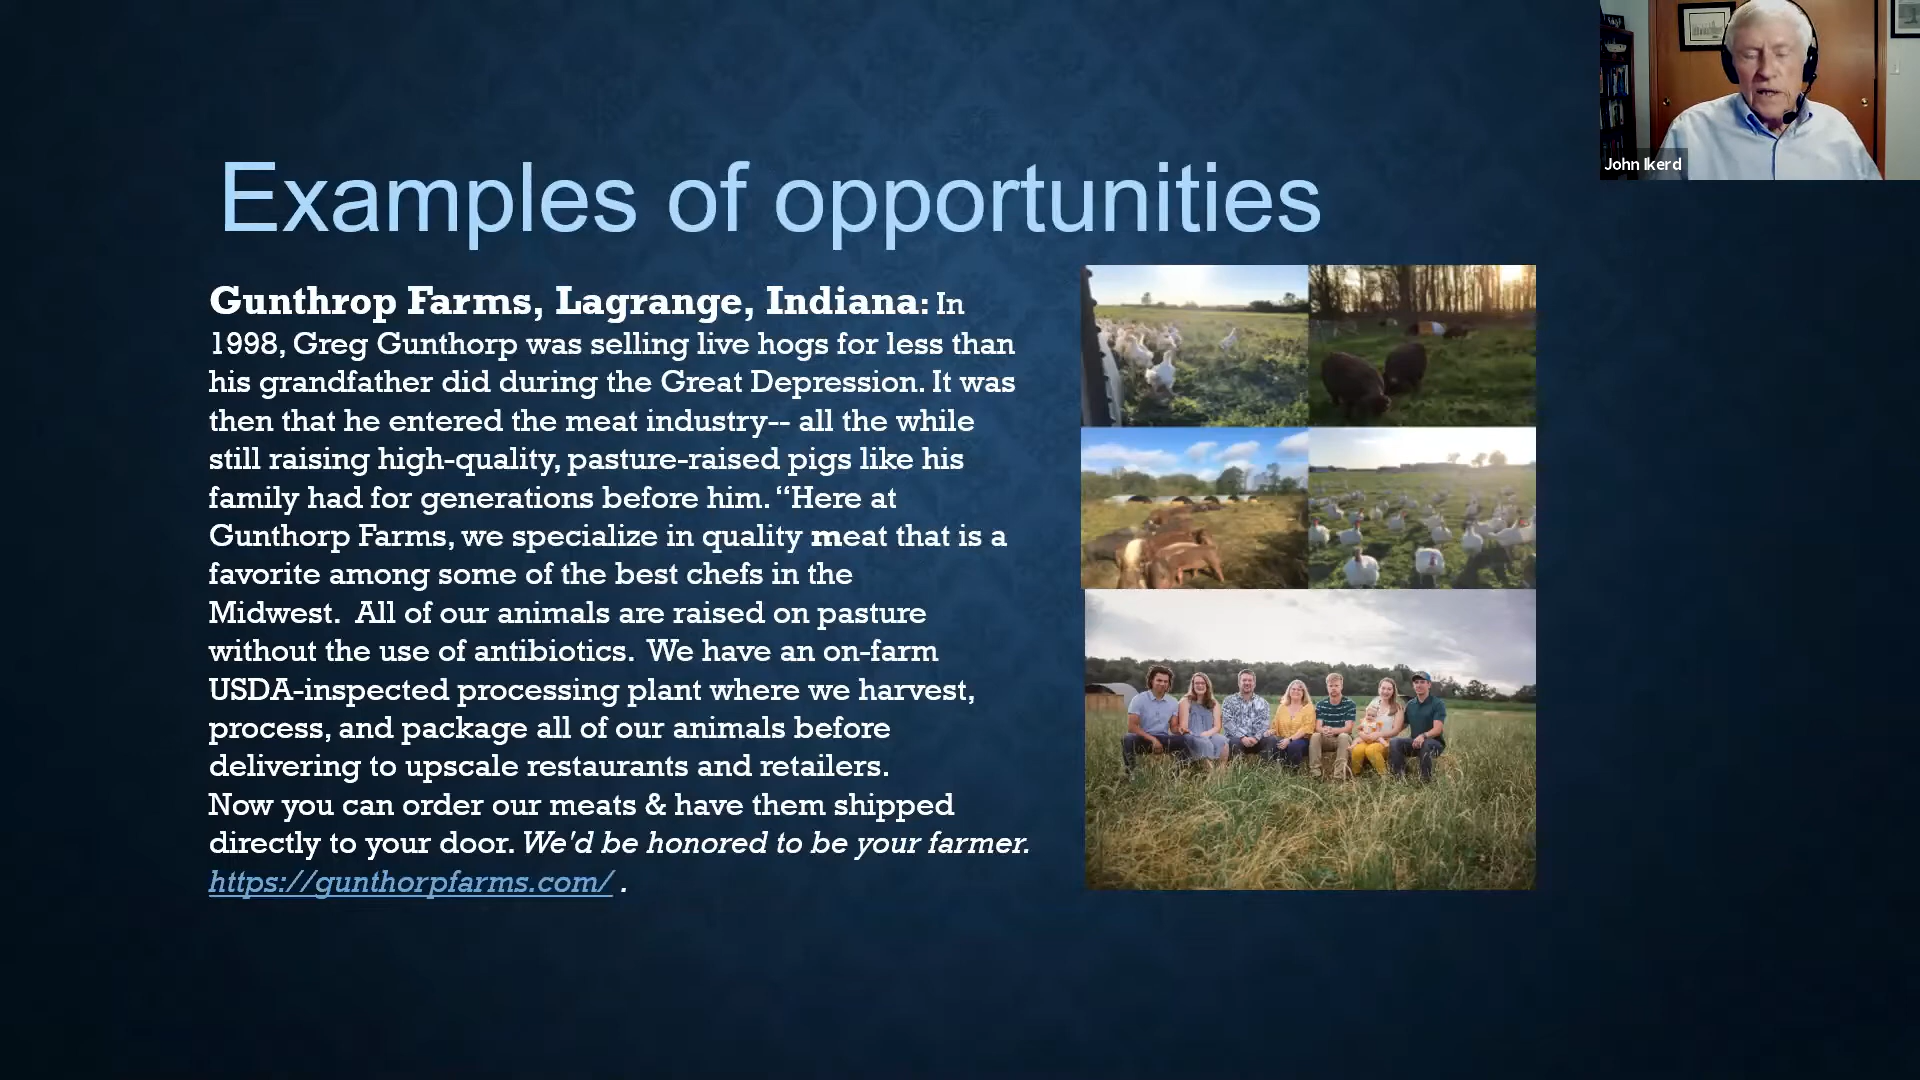 John Ikerd
Examples of opportunities
Gunthrop Farms, Lagrange, Indiana: In
1998, Greg Gunthorp was selling live hogs for less than
his grandfather did during the Great Depression. It was
then that he entered the meat industry-- all the while
still raising high-quality, pasture-raised pigs like his
family had for generations before him. “Here at
Gunthorp Farms, we specialize in quality meat that is a
favorite among some of the best chefs in the
Midwest.  All of our animals are raised on pasture
without the use of antibiotics.  We have an on-farm
USDA-inspected processing plant where we harvest,
process, and package all of our animals before
delivering to upscale restaurants and retailers.
Now you can order our meats & have them shipped
directly to your door. We'd be honored to be your farmer.
https://gunthorpfarms.com/ .